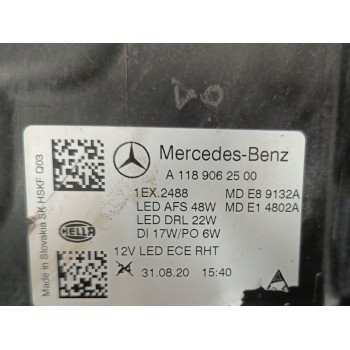 Made in Slovakia SK HSKF Q03
Mercedes-Benz
A 118 906 25 00
1EX.2488 MD E8 9132A
LED AFS 48W MD E1 4802A
LED DRL 22W
DI 17W/PO 6W
HELLA
12V LED ECE RHT
31.08.20 15:40